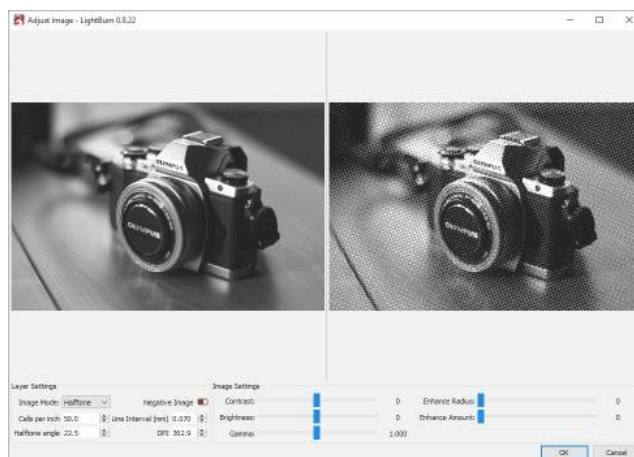 Adjust Image - LightBurn 0.9.22
OLYMPUS
OLYMPUS
OLYMPUS
OLYMPUS
Layer Settings
Image Mode: Halftone
Negative Image
Cells per inch 50.0
Line Interval (mm) 0.070
Halftone angle 22.5
DPI 362.9
Image Settings
Contrast: 0
Brightness: 0
Gamma: 1.000
Enhance Radius: 0
Enhance Amount: 0
OK
Cancel